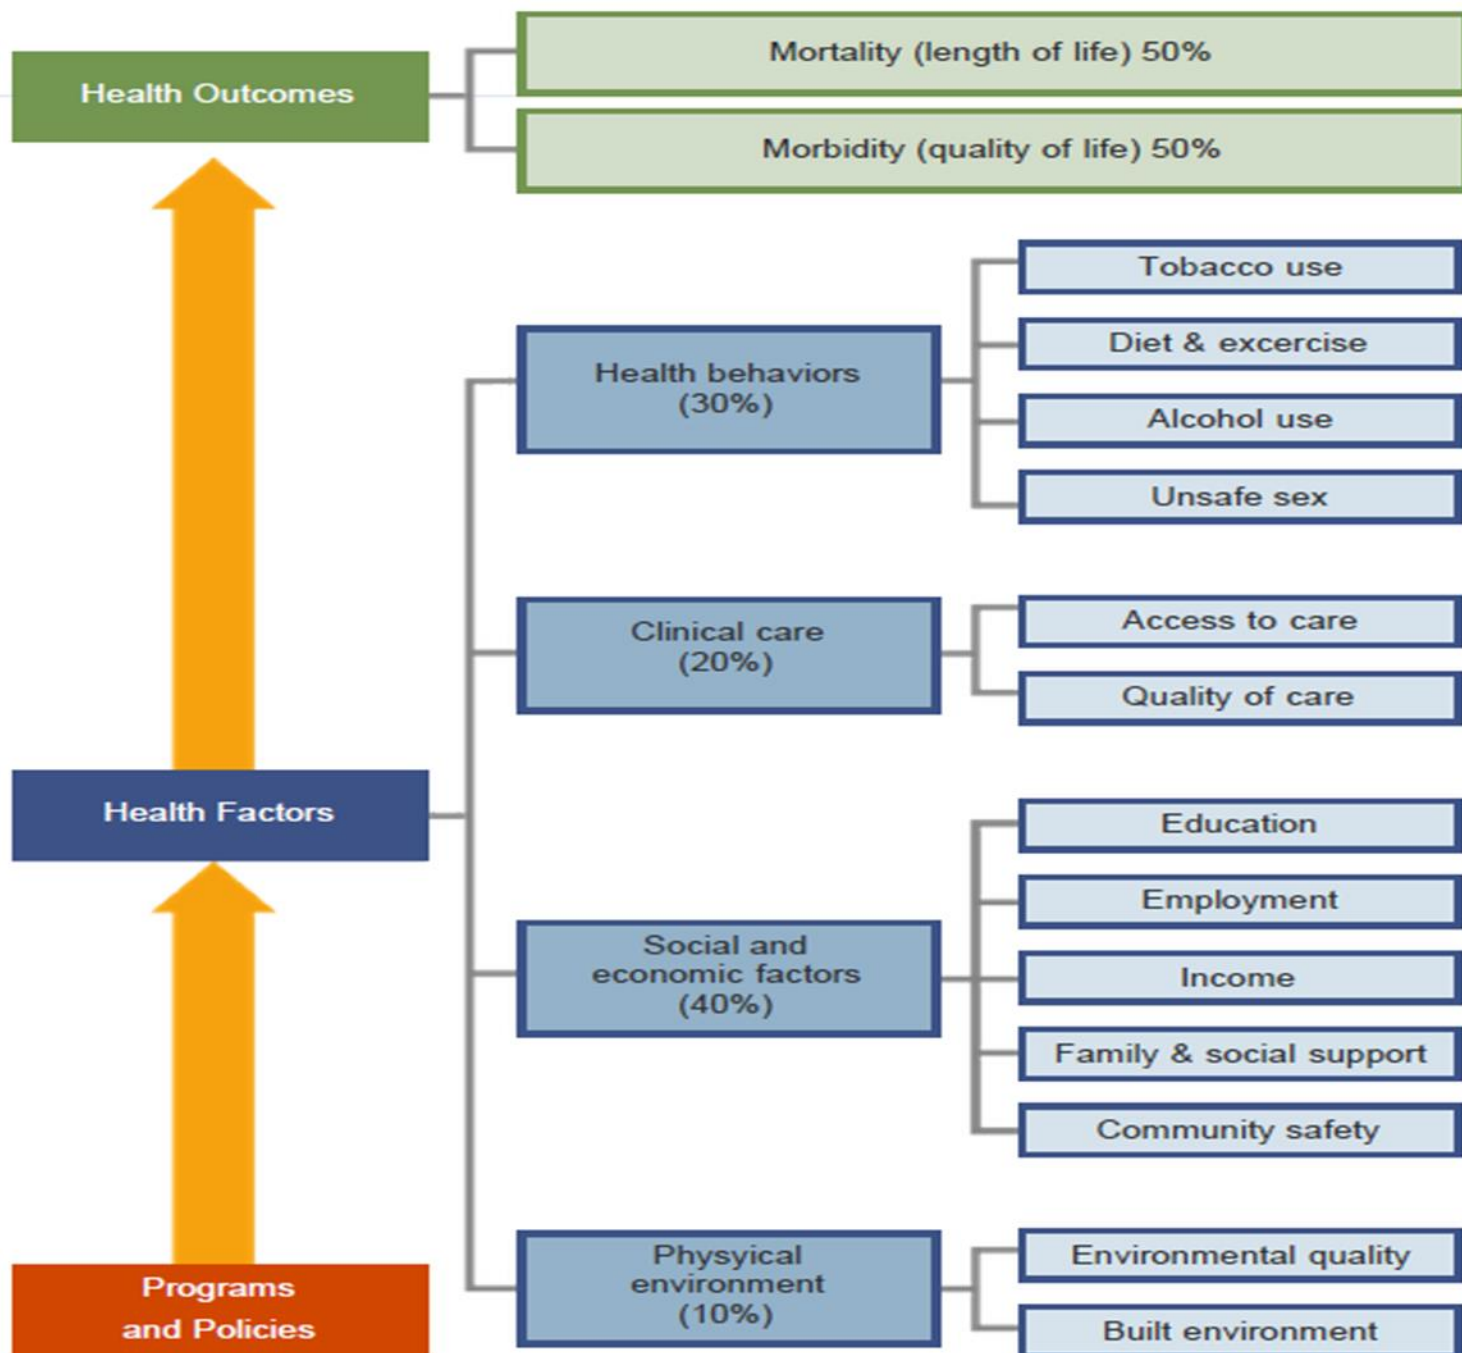 Health Outcomes
Mortality (length of life) 50%
Morbidity (quality of life) 50%
Health Factors
Health behaviors
(30%)
Tobacco use
Diet & excercise
Alcohol use
Unsafe sex
Clinical care
(20%)
Access to care
Quality of care
Social and
economic factors
(40%)
Education
Employment
Income
Family & social support
Community safety
Physyical
environment
(10%)
Environmental quality
Built environment
Programs
and Policies